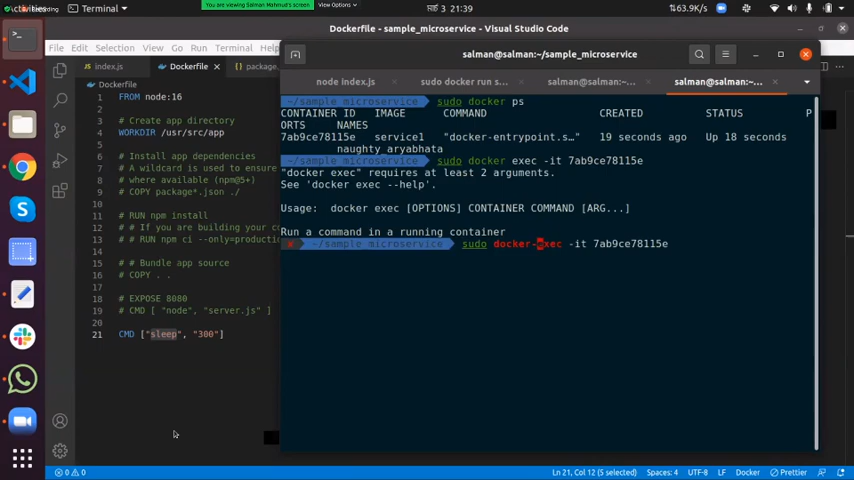 Activities
Terminal
You are viewing Salman Mahmud's screen
View Options
মার্চ 3 21:39
63.9K/s
Dockerfile - sample_microservice - Visual Studio Code
File Edit Selection View Go Run Terminal Help
index.js
Dockerfile
package.
Dockerfile
1 FROM node:16
2
3 # Create app directory
4 WORKDIR /usr/src/app
5
6 # Install app dependencies
7 # A wildcard is used to ensure
8 # where available (npm@5+)
9 # COPY package*.json ./
10
11 # RUN npm install
12 # # If you are building your co
13 # # RUN npm ci --only=productio
14
15 # # Bundle app source
16 # COPY . .
17
18 # EXPOSE 8080
19 # CMD [ "node", "server.js" ]
20
21 CMD ["sleep", "300"]
salman@salman:~/sample_microservice
node index.js
sudo docker run s...
salman@salman:~...
salman@salman:~...
~/sample_microservice sudo docker ps
CONTAINER ID IMAGE COMMAND CREATED STATUS P
ORTS NAMES
7ab9ce78115e service1 "docker-entrypoint.s…" 19 seconds ago Up 18 seconds
naughty_aryabhata
~/sample_microservice sudo docker exec -it 7ab9ce78115e
"docker exec" requires at least 2 arguments.
See 'docker exec --help'.
Usage: docker exec [OPTIONS] CONTAINER COMMAND [ARG...]
Run a command in a running container
~/sample_microservice sudo docker-exec -it 7ab9ce78115e
0 0
Ln 21, Col 12 (5 selected)
Spaces: 4
UTF-8
LF
Docker
Prettier